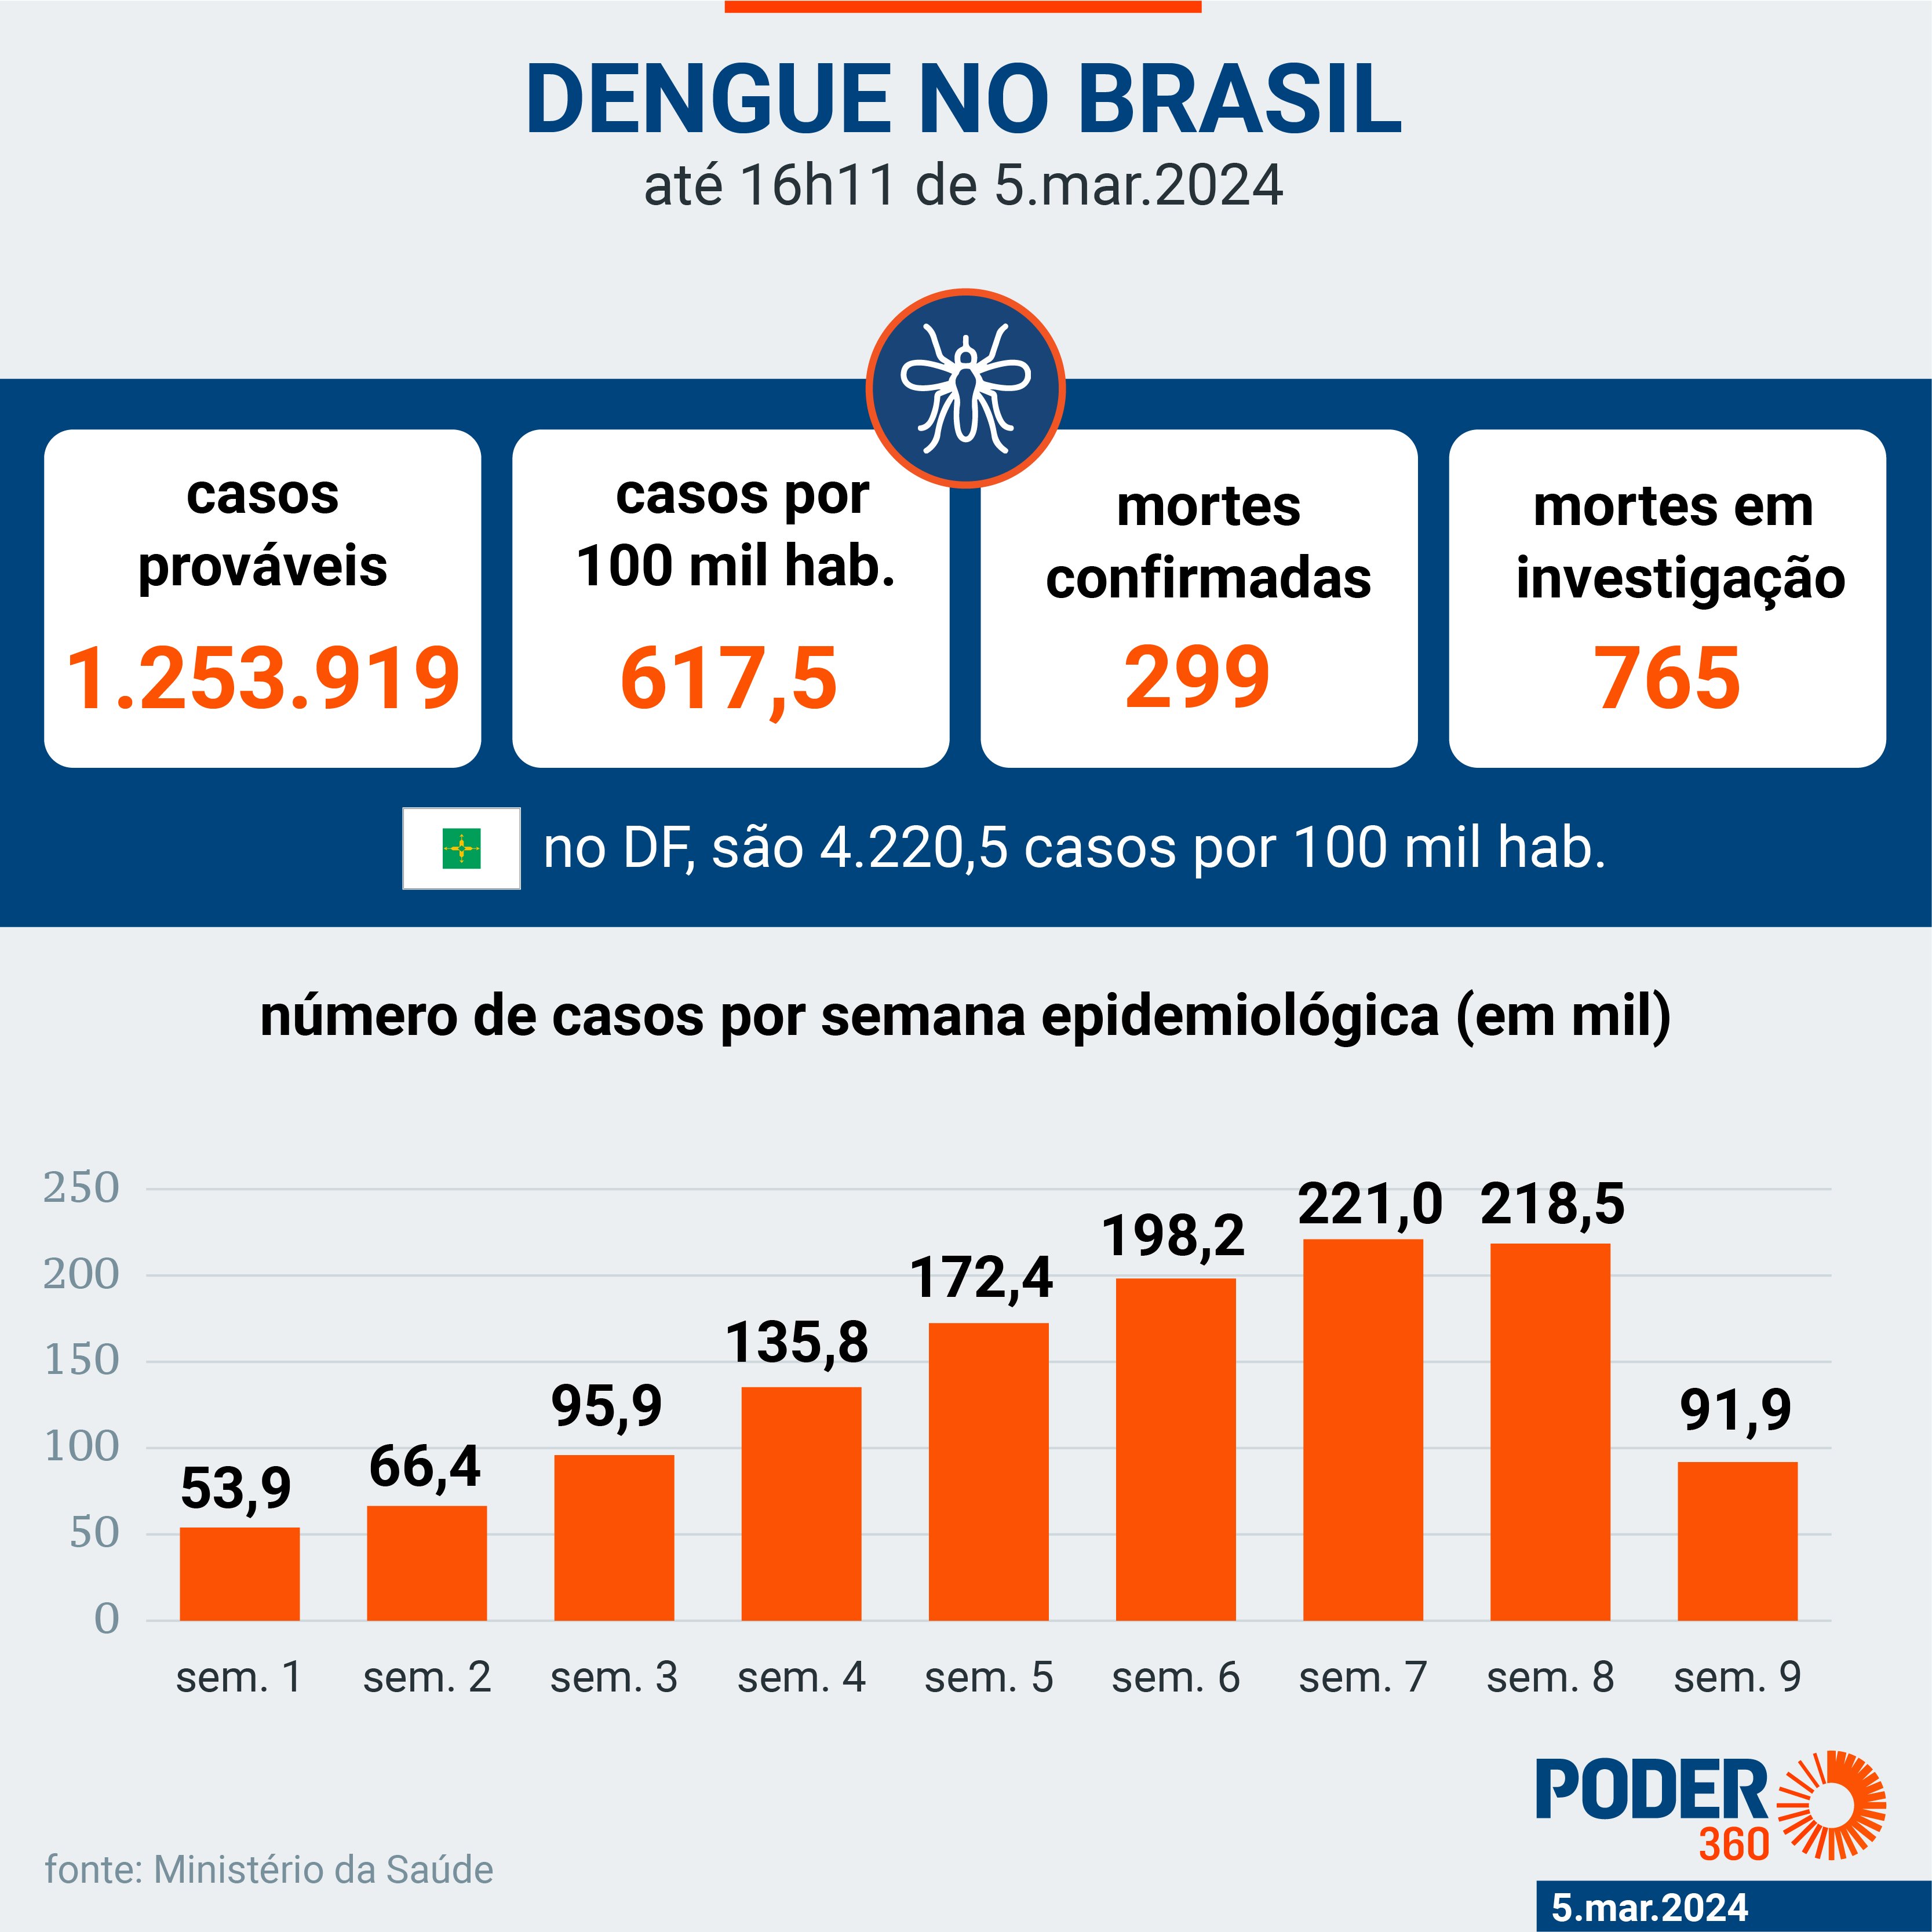 DENGUE NO BRASIL
até 16h11 de 5.mar.2024
casos
prováveis
1.253.919
casos por
100 mil hab.
617,5
mortes
confirmadas
299
mortes em
investigação
765
no DF, são 4.220,5 casos por 100 mil hab.
número de casos por semana epidemiológica (em mil)
250
200
150
100
50
0
53,9
66,4
95,9
135,8
172,4
198,2
221,0
218,5
91,9
sem. 1
sem. 2
sem. 3
sem. 4
sem. 5
sem. 6
sem. 7
sem. 8
sem. 9
fonte: Ministério da Saúde
PODER
360
5.mar.2024